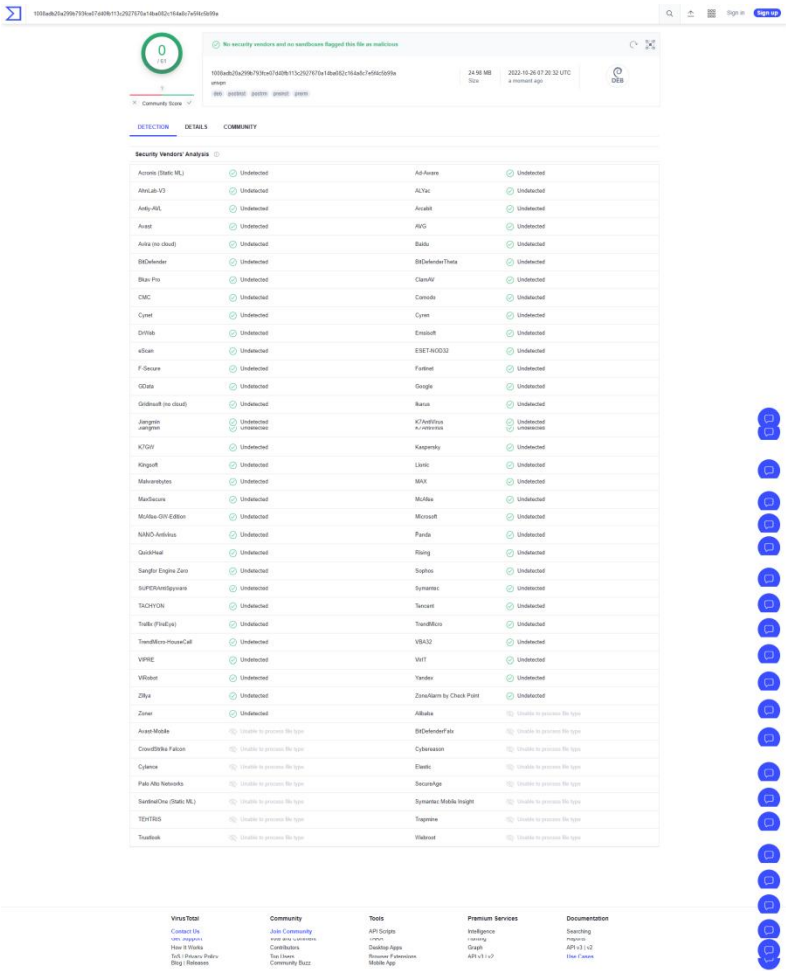 Sign in Sign up
0
No security vendors and no sandboxes flagged this file as malicious
24.98 MB 2022-10-26 07:20:32 UTC
Size a moment ago
DEB
deb
?
Community Score
DETECTION DETAILS COMMUNITY
Security Vendors' Analysis
Acronis (Static ML) Undetected Ad-Aware Undetected
AhnLab-V3 Undetected ALYac Undetected
Antiy-AVL Undetected Arcabit Undetected
Avast Undetected AVG Undetected
Avira (no cloud) Undetected Baidu Undetected
BitDefender Undetected BitDefenderTheta Undetected
Bkav Pro Undetected ClamAV Undetected
CMC Undetected Comodo Undetected
Cynet Undetected Cyren Undetected
DrWeb Undetected Emsisoft Undetected
eScan Undetected ESET-NOD32 Undetected
F-Secure Undetected Fortinet Undetected
GData Undetected Google Undetected
Gridinsoft (no cloud) Undetected Ikarus Undetected
Jiangmin Undetected K7AntiVirus Undetected
K7GW Undetected Kaspersky Undetected
Kingsoft Undetected Lionic Undetected
Malwarebytes Undetected MAX Undetected
MaxSecure Undetected McAfee Undetected
McAfee-GW-Edition Undetected Microsoft Undetected
NANO-Antivirus Undetected Panda Undetected
QuickHeal Undetected Rising Undetected
Sangfor Engine Zero Undetected Sophos Undetected
SUPERAntiSpyware Undetected Symantec Undetected
TACHYON Undetected Tencent Undetected
Trellix (FireEye) Undetected TrendMicro Undetected
TrendMicro-HouseCall Undetected VBA32 Undetected
VIPRE Undetected VirIT Undetected
ViRobot Undetected Yandex Undetected
Zillya Undetected ZoneAlarm by Check Point Undetected
Zoner Undetected Alibaba Unable to process file type
Avast-Mobile Unable to process file type BitDefenderFalx Unable to process file type
CrowdStrike Falcon Unable to process file type Cybereason Unable to process file type
Cylance Unable to process file type Elastic Unable to process file type
Palo Alto Networks Unable to process file type SecureAge Unable to process file type
SentinelOne (Static ML) Unable to process file type Symantec Mobile Insight Unable to process file type
TEHTRIS Unable to process file type Trapmine Unable to process file type
Trustlook Unable to process file type Webroot Unable to process file type
VirusTotal Community Tools Premium Services Documentation
Contact Us Join Community API Scripts Intelligence Searching
Get Support Vote and Comment YARA Hunting Reports
How It Works Contributors Desktop Apps Graph API v3 | v2
ToS | Privacy Policy Top Users Browser Extensions API v3 | v2 Use Cases
Blog | Releases Community Buzz Mobile App